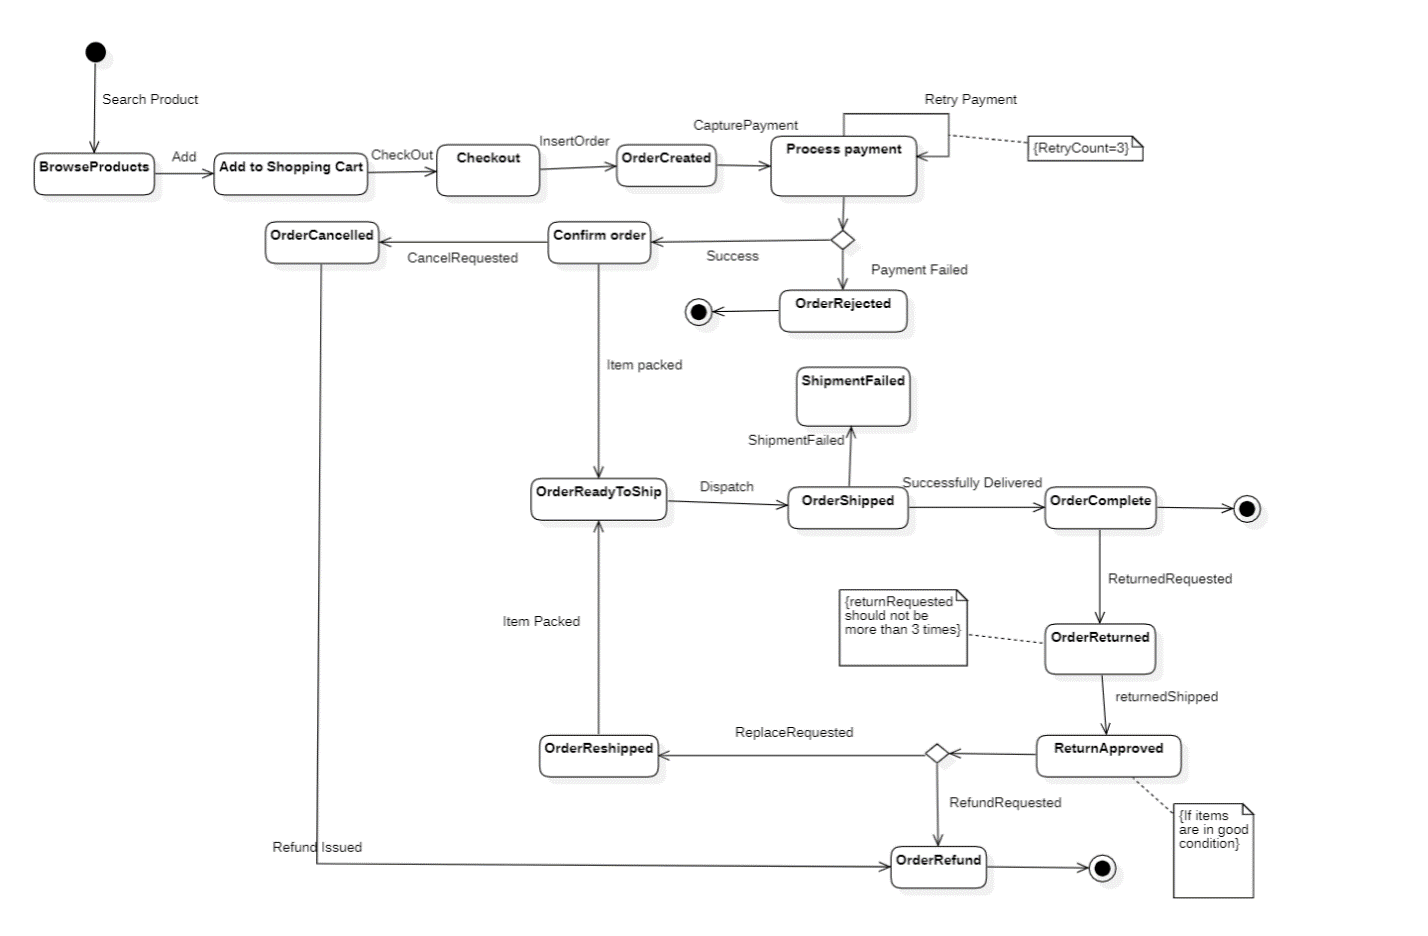 Search Product
Retry Payment
CapturePayment
{RetryCount=3}
InsertOrder
CheckOut
Add
BrowseProducts
Add to Shopping Cart
Checkout
OrderCreated
Process payment
OrderCancelled
CancelRequested
Confirm order
Success
Payment Failed
OrderRejected
Item packed
ShipmentFailed
ShipmentFailed
OrderReadyToShip
Dispatch
OrderShipped
Successfully Delivered
OrderComplete
ReturnedRequested
{returnRequested
should not be
more than 3 times}
OrderReturned
Item Packed
returnedShipped
OrderReshipped
ReplaceRequested
ReturnApproved
RefundRequested
{If items
are in good
condition}
Refund Issued
OrderRefund